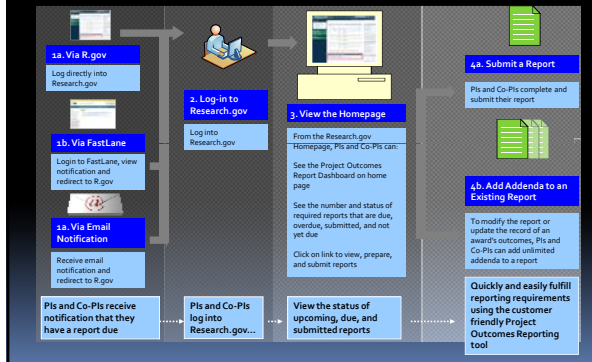 1a. Via R.gov
Log directly into
Research.gov
1b. Via FastLane
Login to FastLane, view
notification and
redirect to R.gov
1a. Via Email
Notification
Receive email
notification and
redirect to R.gov
PIs and Co-PIs receive
notification that they
have a report due
2. Log-in to
Research.gov
Log into
Research.gov
PIs and Co-PIs
log into
Research.gov...
3. View the Homepage
From the Research.gov
Homepage, PIs and Co-PIs can:
See the Project Outcomes
Report Dashboard on home
page
See the number and status of
required reports that are due,
overdue, submitted, and not
yet due
Click on link to view, prepare,
and submit reports
View the status of
upcoming, due, and
submitted reports
4a. Submit a Report
PIs and Co-PIs complete and
submit their report
4b. Add Addenda to an
Existing Report
To modify the report or
update the record of an
award's outcomes, PIs and
Co-PIs can add unlimited
addenda to a report
Quickly and easily fulfill
reporting requirements
using the customer
friendly Project
Outcomes Reporting
tool